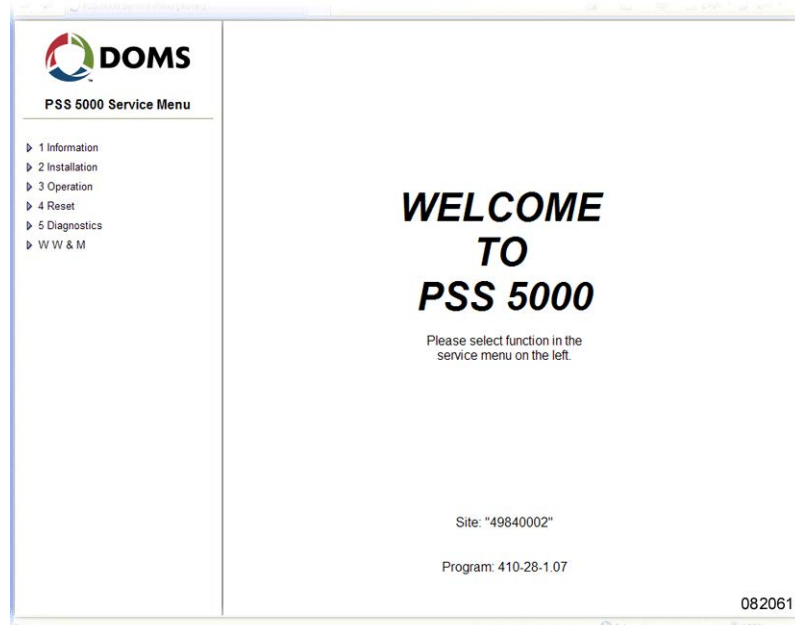 DOMS
PSS 5000 Service Menu
1 Information
2 Installation
3 Operation
4 Reset
5 Diagnostics
W W & M
WELCOME
TO
PSS 5000
Please select function in the
service menu on the left.
Site: "49840002"
Program: 410-28-1.07
082061